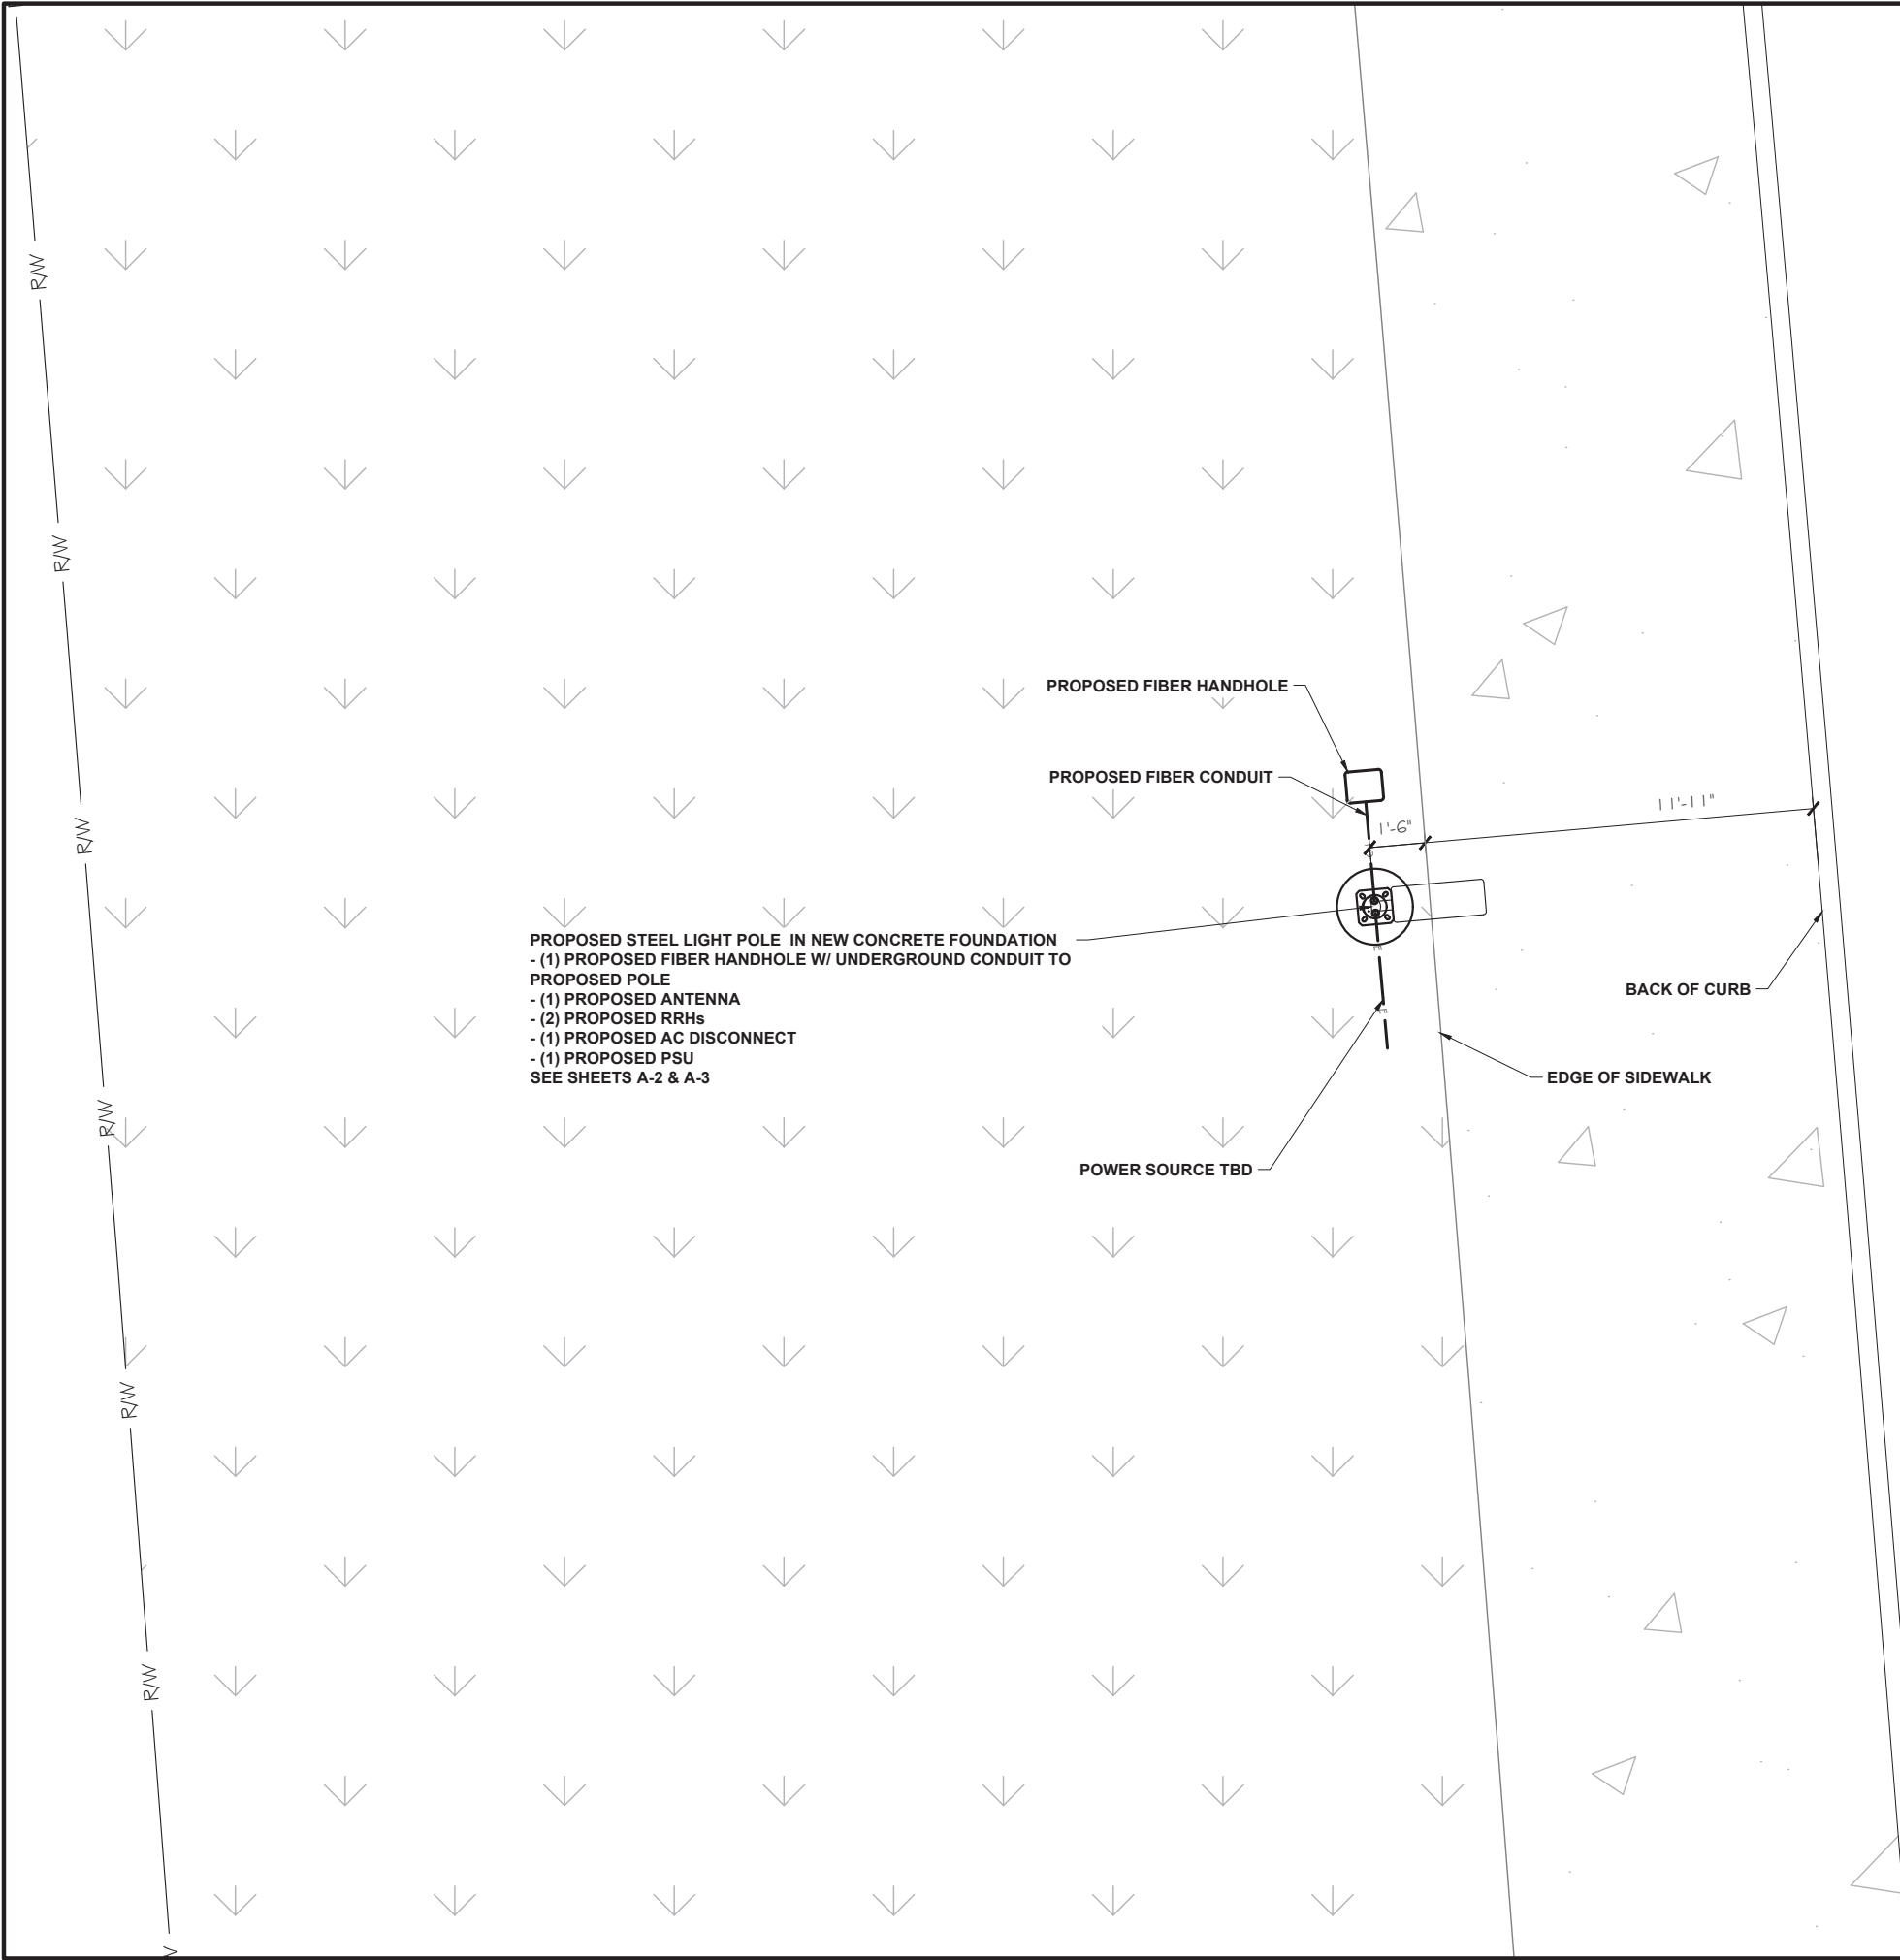 R/W
R/W
PROPOSED FIBER HANDHOLE
PROPOSED FIBER CONDUIT
11'-11"
1'-6"
R/W
PROPOSED STEEL LIGHT POLE IN NEW CONCRETE FOUNDATION
- (1) PROPOSED FIBER HANDHOLE W/ UNDERGROUND CONDUIT TO
PROPOSED POLE
- (1) PROPOSED ANTENNA
- (2) PROPOSED RRHs
- (1) PROPOSED AC DISCONNECT
- (1) PROPOSED PSU
SEE SHEETS A-2 & A-3
E
E
BACK OF CURB
EDGE OF SIDEWALK
R/W
POWER SOURCE TBD
R/W
R/W